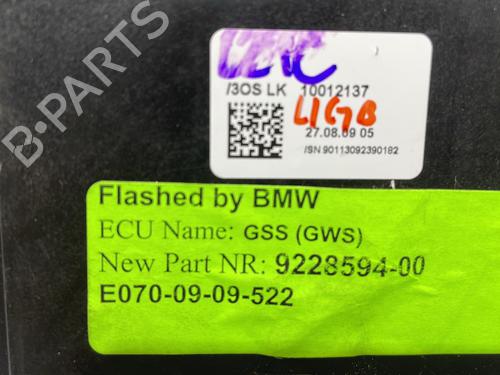 B-PARTS
/3OS LK 10012137
LIGB
27.08.09 05
/SN 90113092390182
Flashed by BMW
ECU Name: GSS (GWS)
New Part NR: 9228594-00
E070-09-09-522